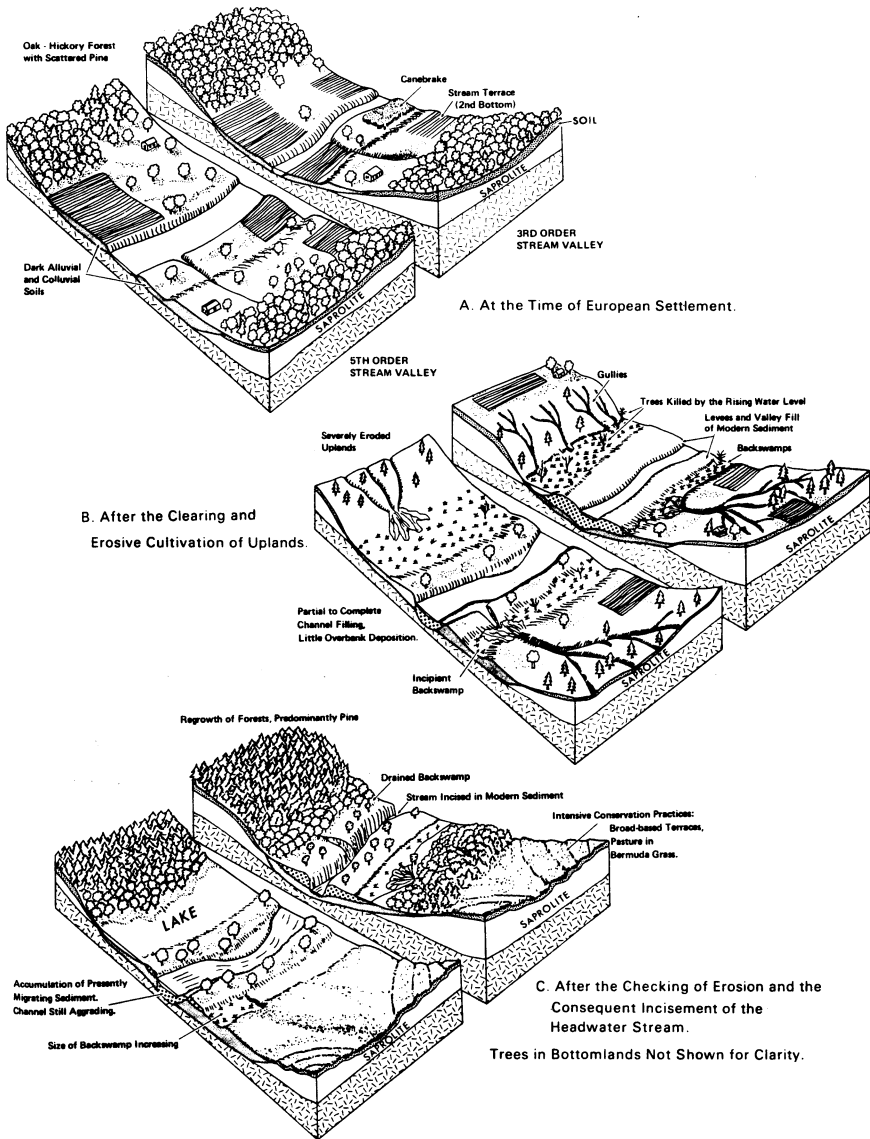 Oak - Hickory Forest
with Scattered Pine
Canebrake
Stream Terrace
(2nd Bottom)
SOIL
SAPROLITE
3RD ORDER
STREAM VALLEY
Dark Alluvial
and Colluvial
Soils
SAPROLITE
5TH ORDER
STREAM VALLEY
A. At the Time of European Settlement.
Gullies
Trees Killed by the Rising Water Level
Levees and Valley Fill
of Modern Sediment
Backswamps
Severely Eroded
Uplands
SAPROLITE
B. After the Clearing and
Erosive Cultivation of Uplands.
Partial to Complete
Channel Filling,
Little Overbank Deposition.
Incipient
Backswamp
SAPROLITE
Regrowth of Forests, Predominantly Pine
Drained Backswamp
Stream Incised in Modern Sediment
Intensive Conservation Practices:
Broad-based Terraces,
Pasture in
Bermuda Grass.
SAPROLITE
LAKE
Accumulation of Presently
Migrating Sediment.
Channel Still Aggrading.
Size of Backswamp Increasing
SAPROLITE
C. After the Checking of Erosion and the
Consequent Incisement of the
Headwater Stream.
Trees in Bottomlands Not Shown for Clarity.